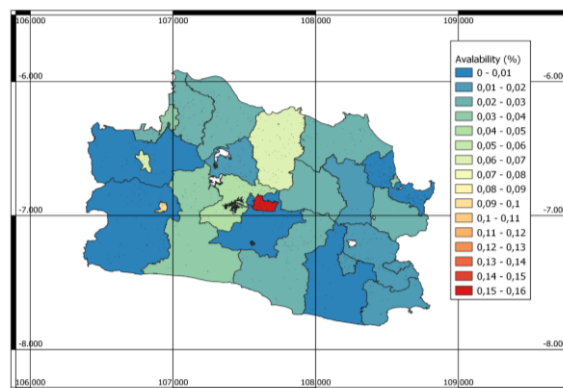 106.000
107.000
108.000
109.000
-6.000
-6.000
-7.000
-7.000
-8.000
-8.000
106.000
107.000
108.000
109.000
Avalability (%)
0 - 0,01
0,01 - 0,02
0,02 - 0,03
0,03 - 0,04
0,04 - 0,05
0,05 - 0,06
0,06 - 0,07
0,07 - 0,08
0,08 - 0,09
0,09 - 0,1
0,1 - 0,11
0,11 - 0,12
0,12 - 0,13
0,13 - 0,14
0,14 - 0,15
0,15 - 0,16